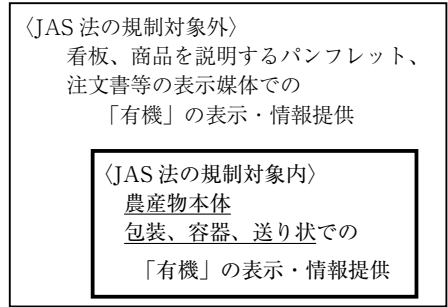 〈JAS 法の規制対象外〉
看板、商品を説明するパンフレット、
注文書等の表示媒体での
「有機」の表示・情報提供
〈JAS 法の規制対象内〉
農産物本体
包装、容器、送り状での
「有機」の表示・情報提供